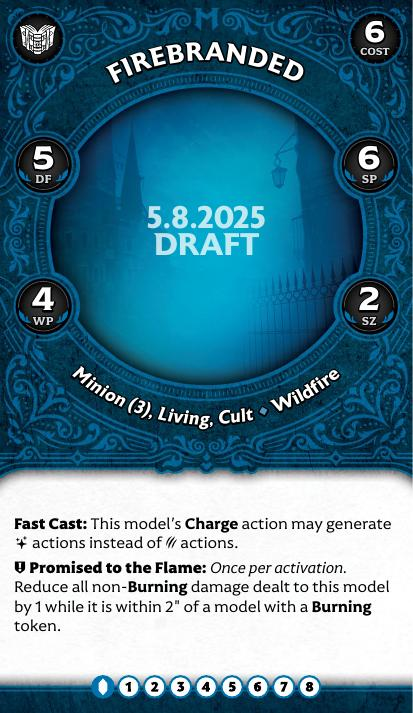 FIREBRANDED
6
COST
5
DF
6
SP
5.8.2025
DRAFT
4
WP
2
SZ
Minion (3), Living, Cult ⬥ Wildfire
Fast Cast: This model's Charge action may generate
actions instead of actions.
Promised to the Flame: Once per activation.
Reduce all non-Burning damage dealt to this model
by 1 while it is within 2" of a model with a Burning
token.
1 2 3 4 5 6 7 8